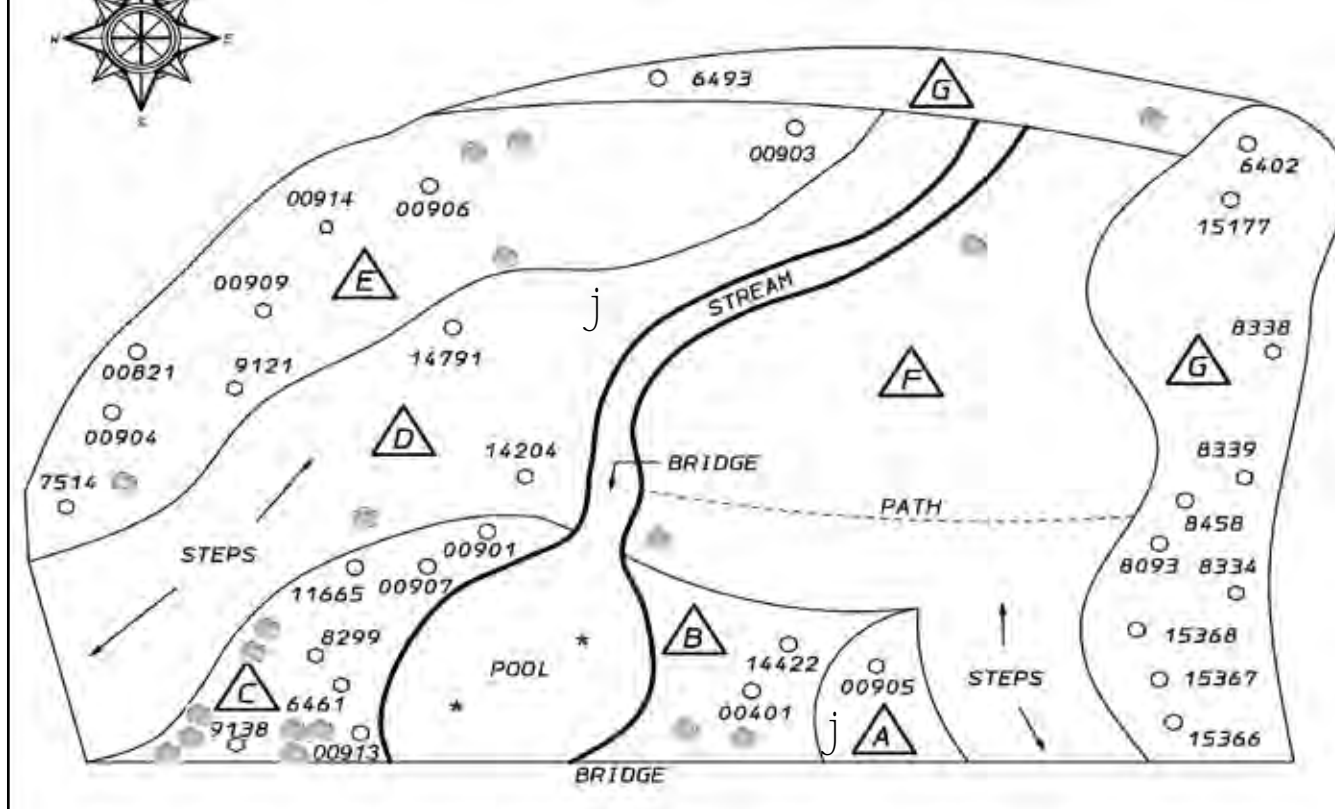 W E
S
6493 G
00903
6402
00914 00906
15177
E
00909
STREAM
j
8338
00821 9121 14791
G
F
00904
D
8339
7514 14204
BRIDGE
PATH
8458
00901
STEPS
8093 8334
11665 00907
8299
B
15368
14422
POOL *
00905 STEPS
C 6461
15367
* 00401
9138 00913
j A
15366
BRIDGE